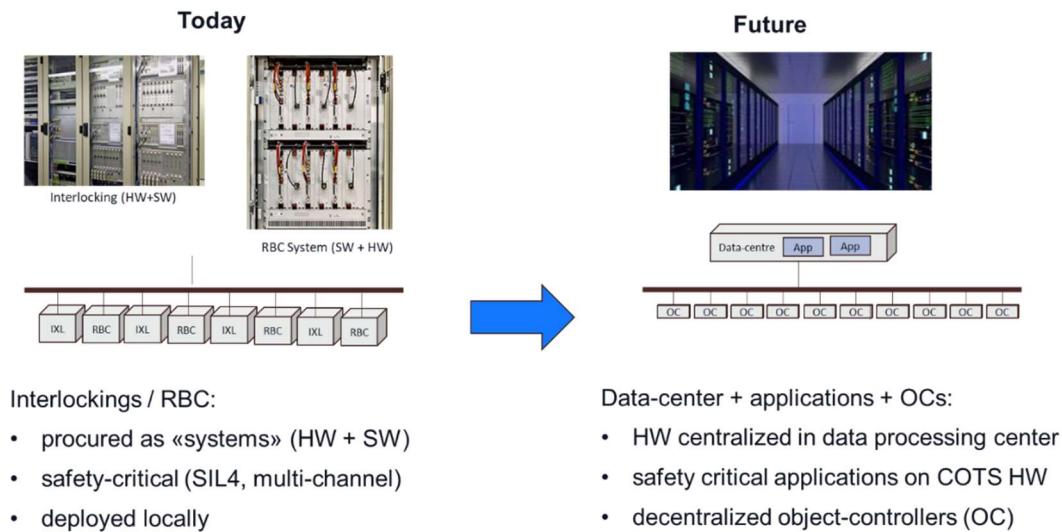 Today
Future
Interlocking (HW+SW)
RBC System (SW + HW)
Data-centre App App
IXL RBC IXL RBC IXL RBC IXL RBC
OC OC OC OC OC OC OC OC OC OC
Interlockings / RBC:
• procured as «systems» (HW + SW)
• safety-critical (SIL4, multi-channel)
• deployed locally
Data-center + applications + OCs:
• HW centralized in data processing center
• safety critical applications on COTS HW
• decentralized object-controllers (OC)